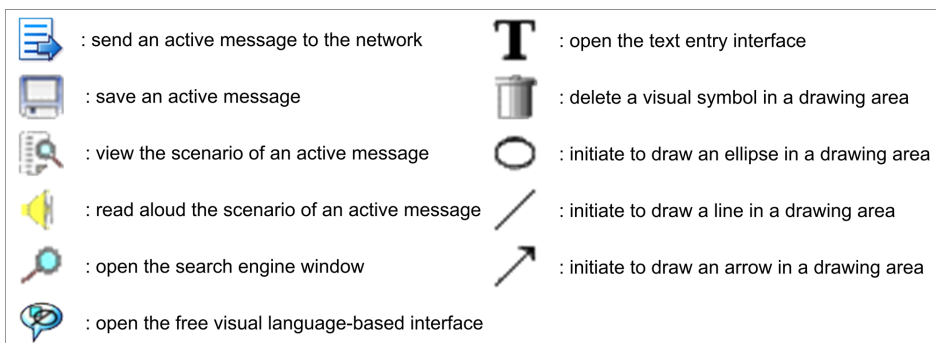 : send an active message to the network
: save an active message
: view the scenario of an active message
: read aloud the scenario of an active message
: open the search engine window
: open the free visual language-based interface
T : open the text entry interface
: delete a visual symbol in a drawing area
: initiate to draw an ellipse in a drawing area
: initiate to draw a line in a drawing area
: initiate to draw an arrow in a drawing area